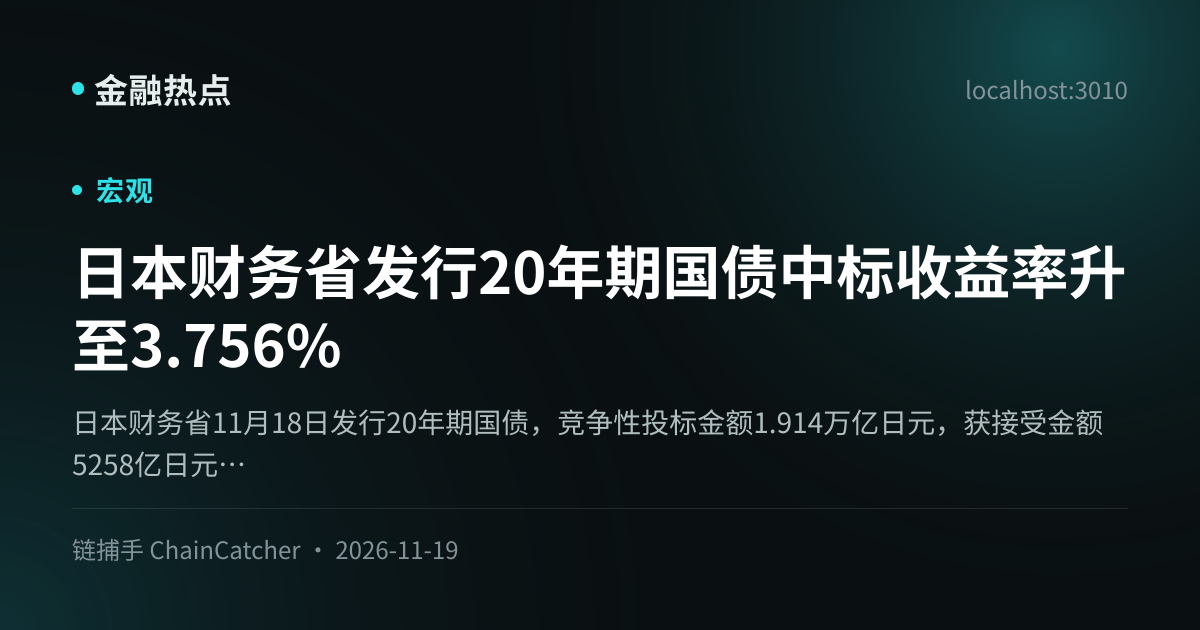 金融热点
localhost:3010
宏观
日本财务省发行20年期国债中标收益率升
至3.756%
日本财务省11月18日发行20年期国债，竞争性投标金额1.914万亿日元，获接受金额
5258亿日元…
链捕手 ChainCatcher · 2026-11-19